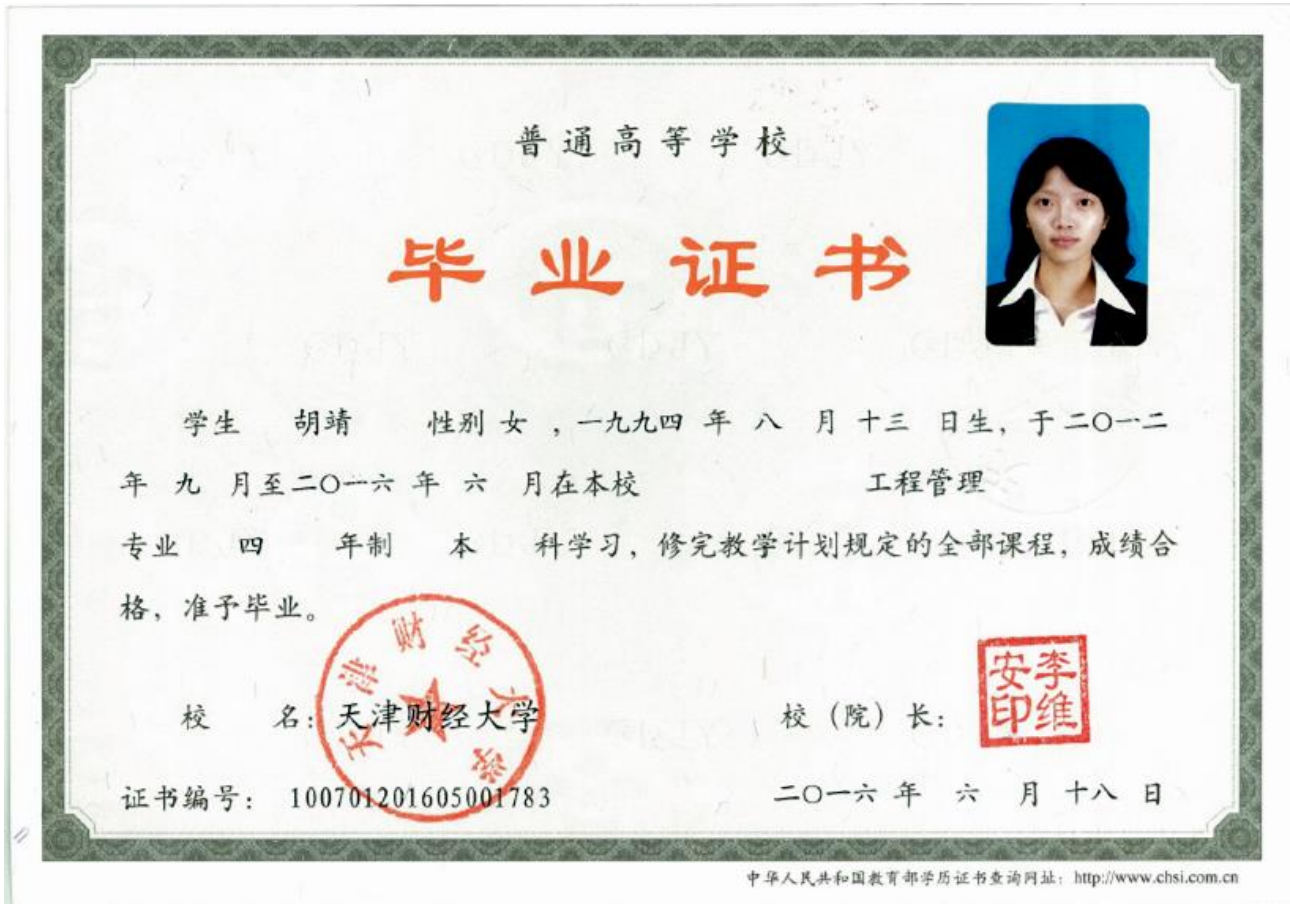 普通高等学校
毕业证书
学生 胡靖 性别 女 ，一九九四 年 八 月 十三 日生，于 二〇一二
年 九 月至 二〇一六 年 六 月在本校 工程管理
专业 四 年制 本 科学习，修完教学计划规定的全部课程，成绩合
格，准予毕业。
天津财经大学
校 名：天津财经大学 校（院）长：
李维安印
证书编号： 100701201605001783 二〇一六 年 六 月 十八 日
中华人民共和国教育部学历证书查询网址：http://www.chsi.com.cn